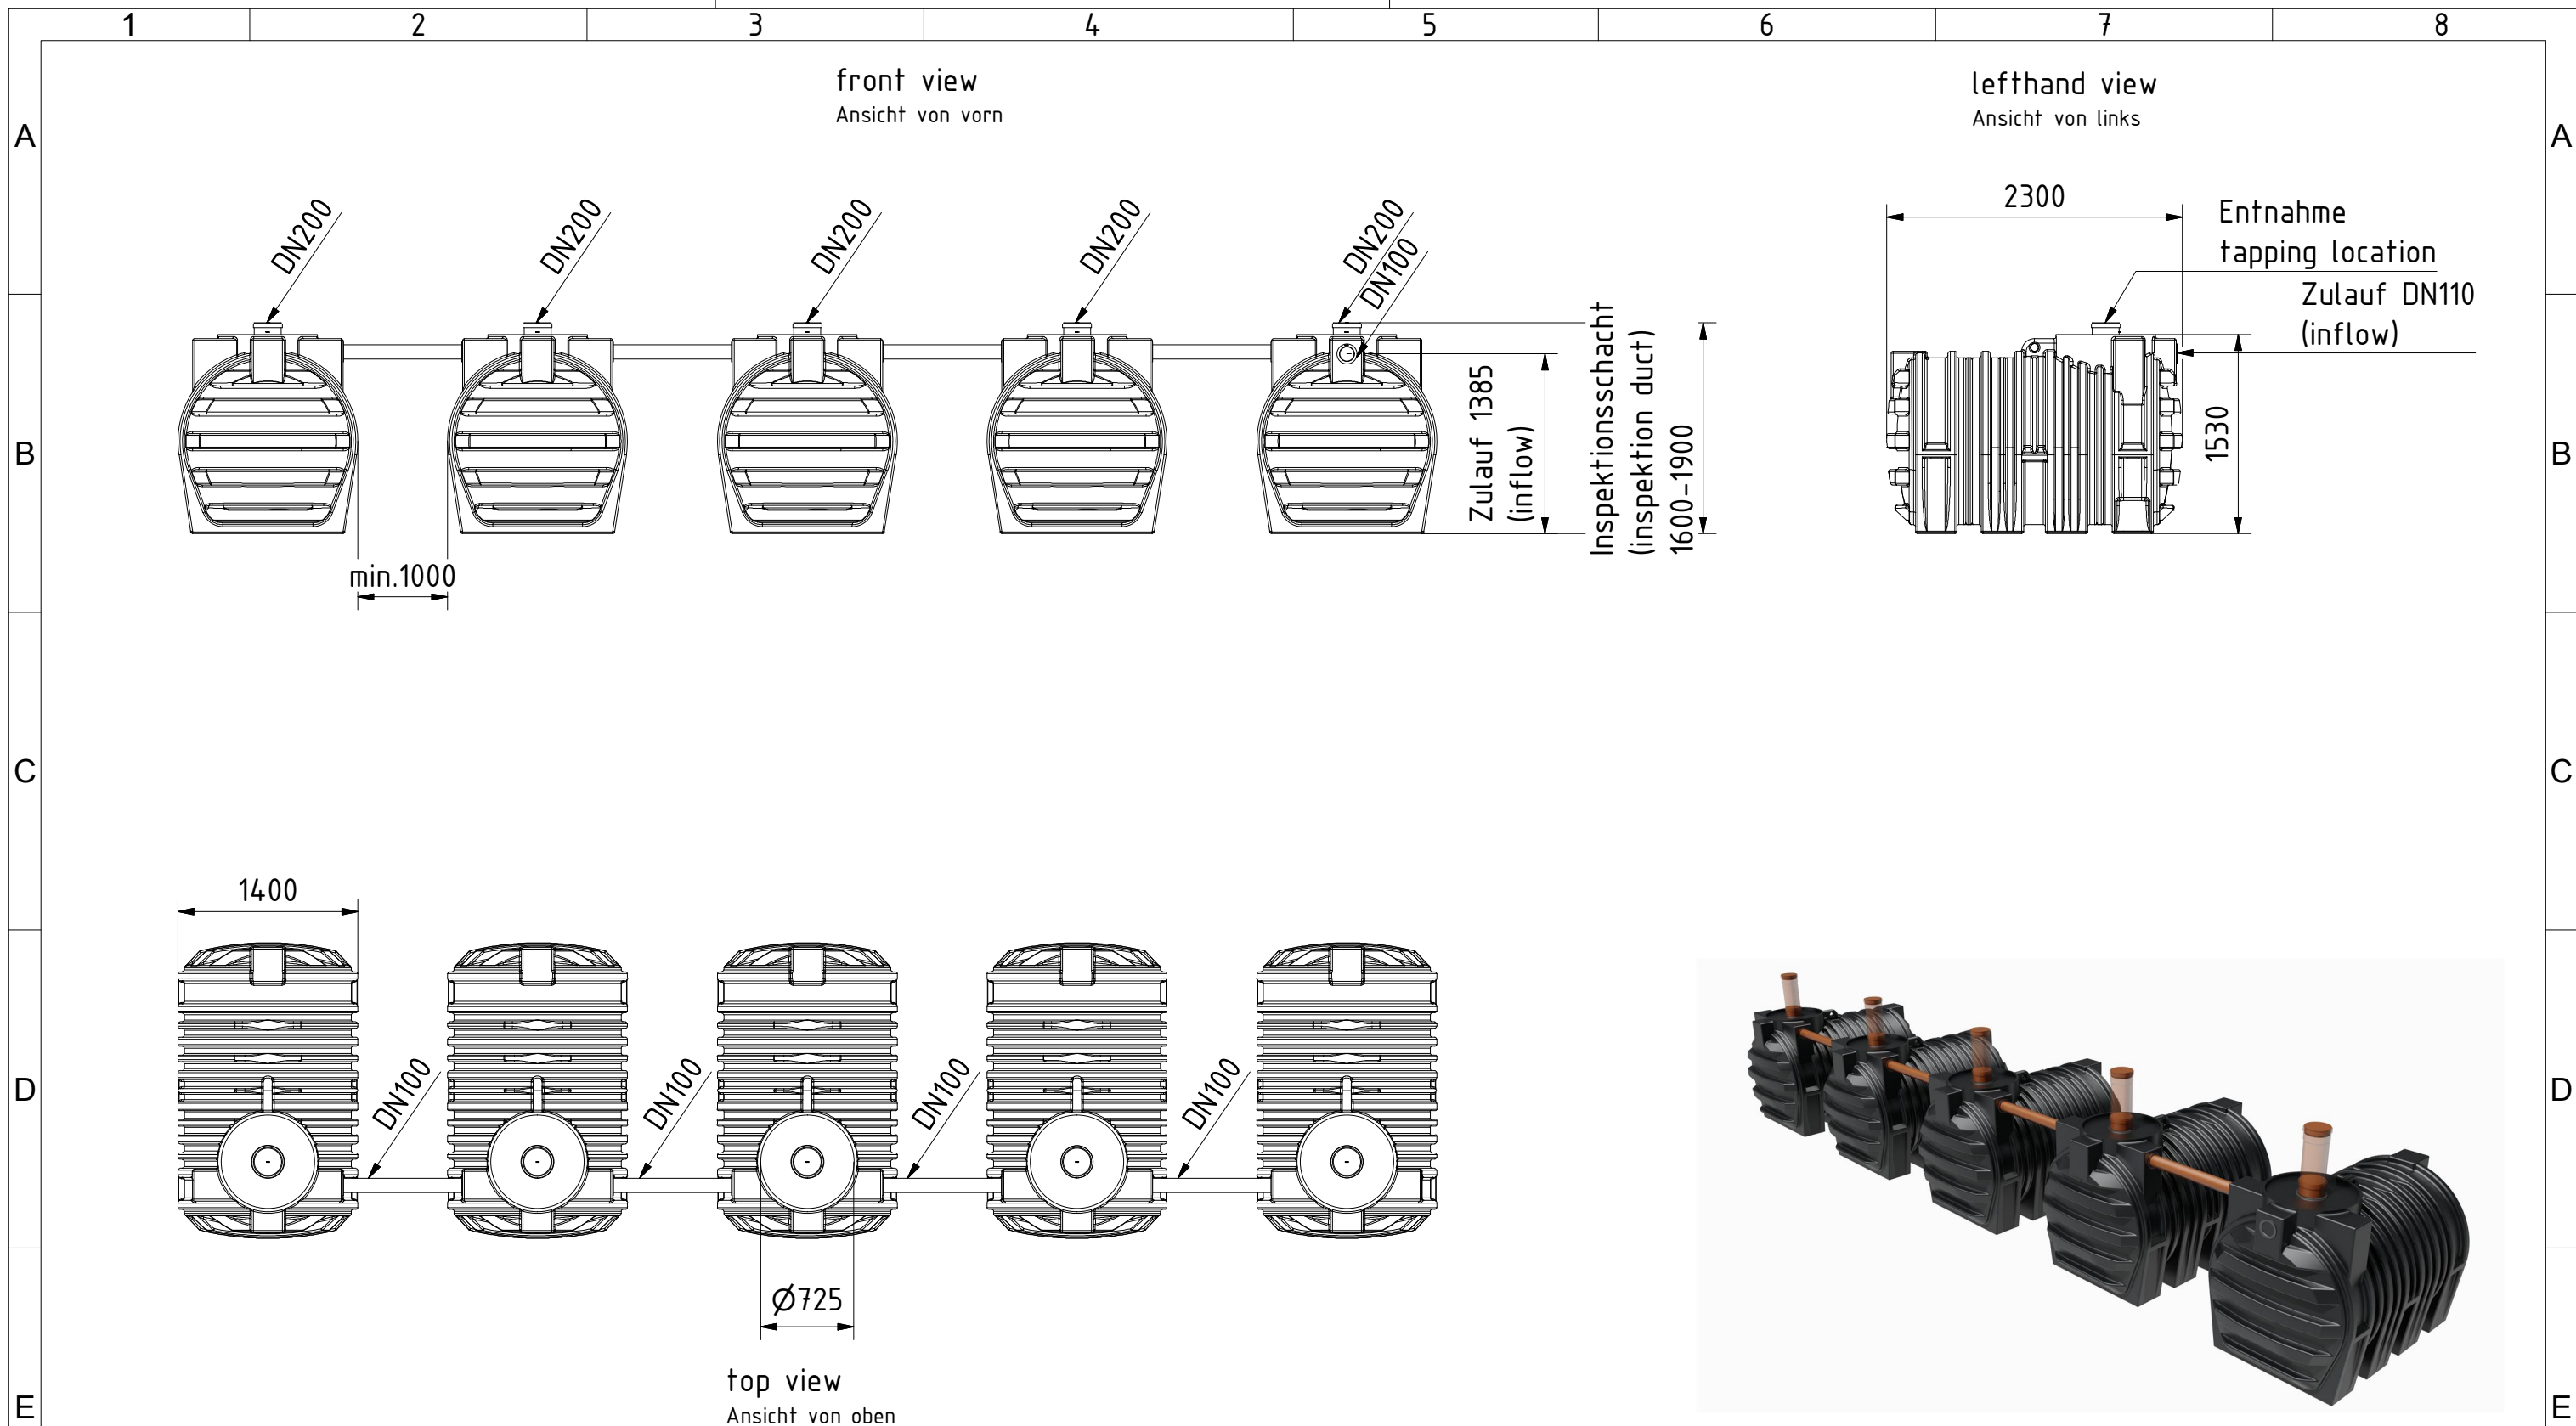 1 2 3 4 5 6 7 8
front view
Ansicht von vorn
lefthand view
Ansicht von links
A A
DN200 DN200 DN200 DN200 DN200
DN100
2300
Entnahme
tapping location
Zulauf DN110
(inflow)
Zulauf 1385
(inflow)
Inspektionsschacht
(inspektion duct)
1600-1900
1530
B B
min.1000
C C
1400
DN100 DN100 DN100 DN100
D D
Ø725
top view
Ansicht von oben
E E